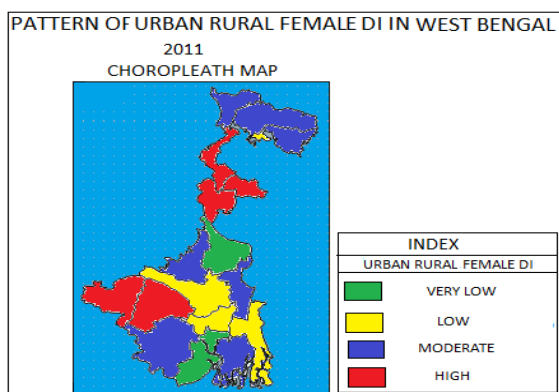 PATTERN OF URBAN RURAL FEMALE DI IN WEST BENGAL
2011
CHOROPLEATH MAP
INDEX
URBAN RURAL FEMALE DI
VERY LOW
LOW
MODERATE
HIGH